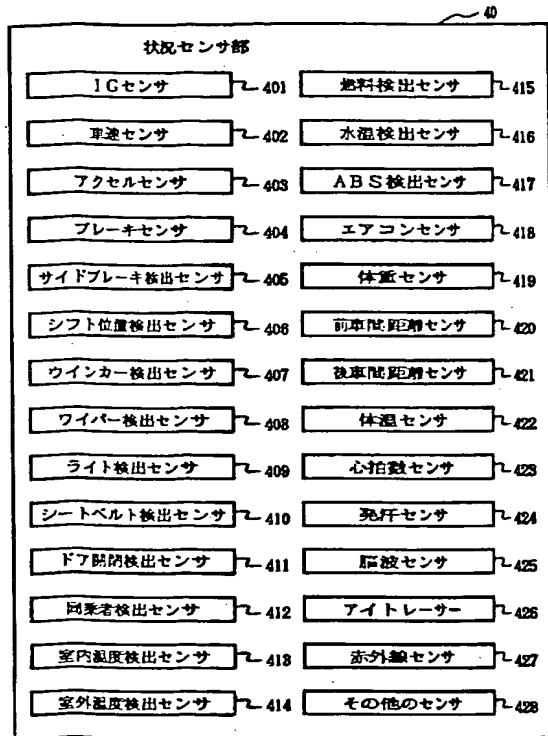 40
状況センサ部
IGセンサ 401
車速センサ 402
アクセルセンサ 403
ブレーキセンサ 404
サイドブレーキ検出センサ 405
シフト位置検出センサ 406
ウインカー検出センサ 407
ワイパー検出センサ 408
ライト検出センサ 409
シートベルト検出センサ 410
ドア開閉検出センサ 411
同乗者検出センサ 412
室内温度検出センサ 413
室外温度検出センサ 414
燃料検出センサ 415
水温検出センサ 416
ABS検出センサ 417
エアコンセンサ 418
体重センサ 419
前車間距離センサ 420
後車間距離センサ 421
体温センサ 422
心拍数センサ 423
発汗センサ 424
脳波センサ 425
アイトレーサー 426
赤外線センサ 427
その他のセンサ 428